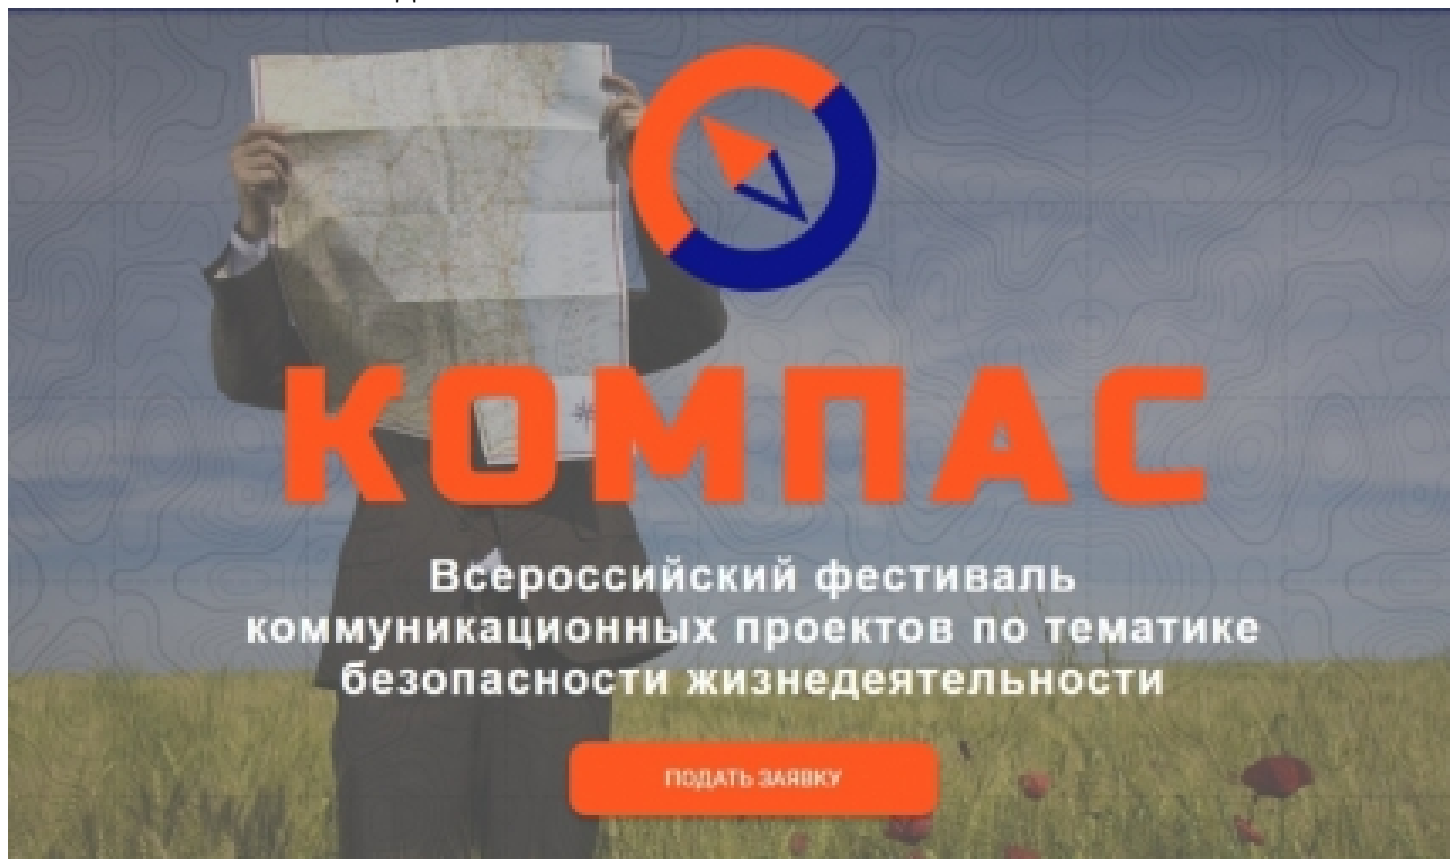 КОМПАС
Всероссийский фестиваль
коммуникационных проектов по тематике
безопасности жизнедеятельности
ПОДАТЬ ЗАЯВКУ